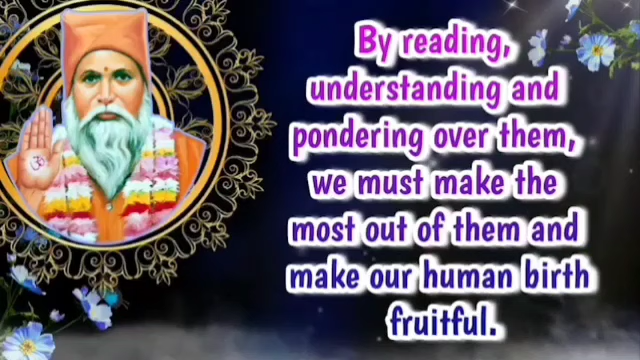 By reading,
understanding and
pondering over them,
we must make the
most out of them and
make our human birth
fruitful.
ॐ